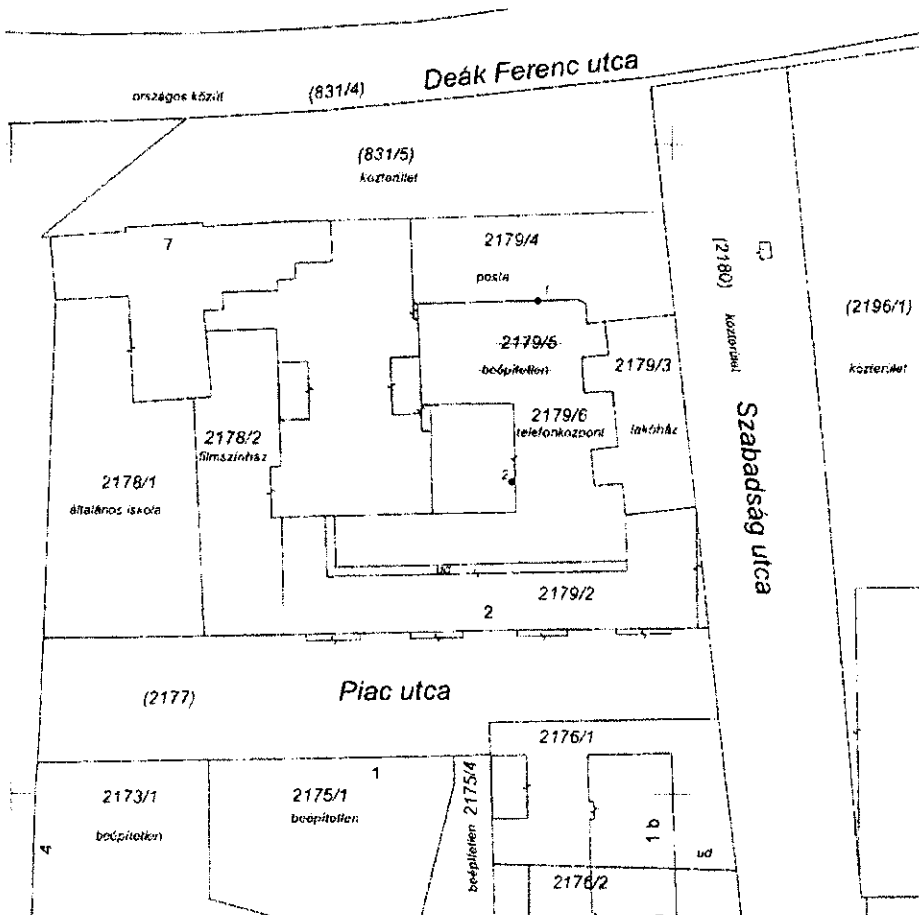 Deák Ferenc utca
országos közút
(831/4)
(831/5)
közterület
7
2179/4
posta
1
(2180)
közterület
(2196/1)
közterület
2179/5
beépítetlen
2179/3
lakóház
2179/6
telefonközpont
2178/2
filmszínház
2178/1
általános iskola
2
Szabadság utca
ud
2179/2
2
(2177)
Piac utca
2176/1
1
2173/1
beépítetlen
2175/1
beépítetlen
2175/4
beépítetlen
4
1 b
ud
2176/2